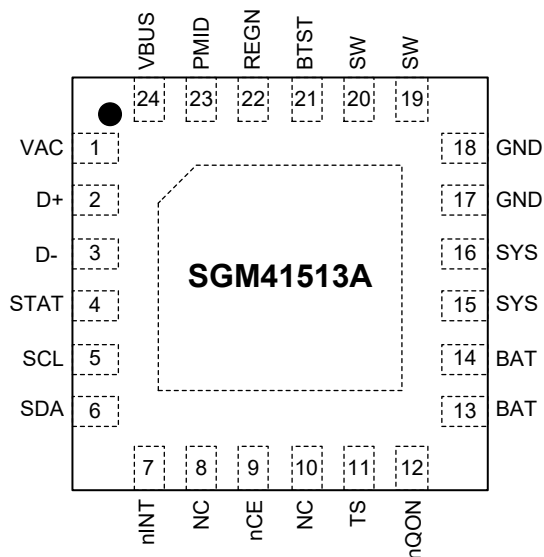 VBUS PMID REGN BTST SW SW
24 23 22 21 20 19
VAC 1 18 GND
D+ 2 17 GND
D- 3 16 SYS
SGM41513A
STAT 4 15 SYS
SCL 5 14 BAT
SDA 6 13 BAT
7 8 9 10 11 12
nINT NC nCE NC TS nQON